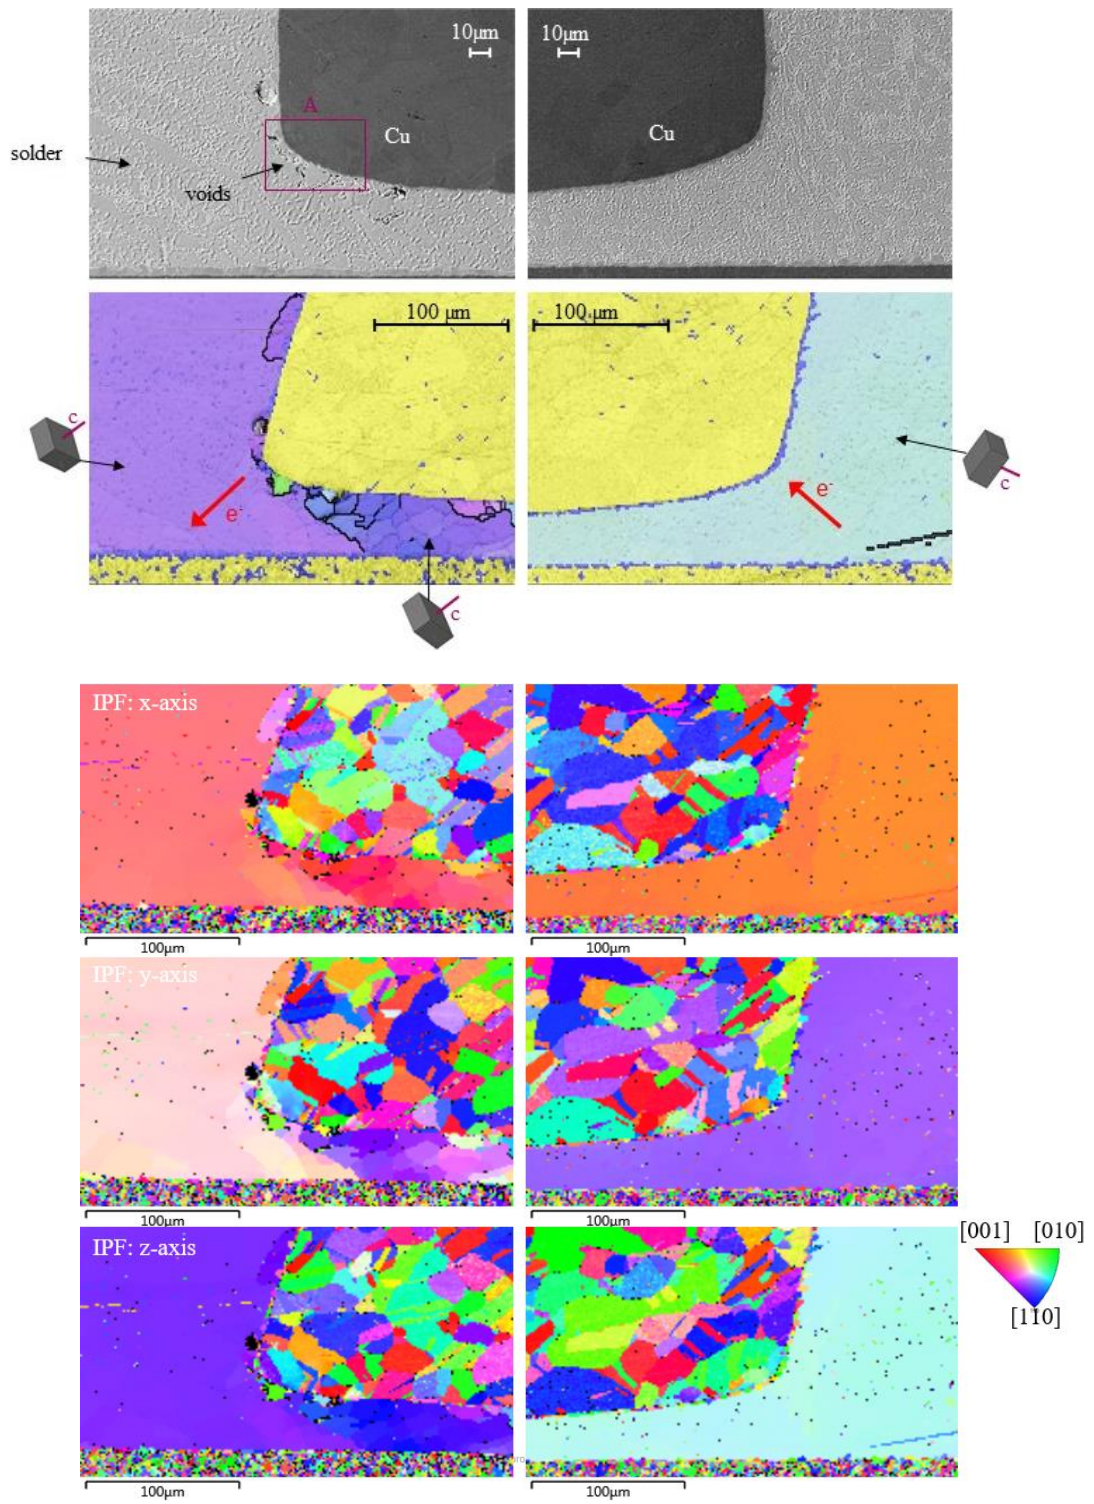 10μm
10μm
A
Cu
Cu
solder
voids
100 μm
100 μm
c
c
e-
e-
c
IPF: x-axis
100μm
100μm
IPF: y-axis
100μm
100μm
[001]
[010]
IPF: z-axis
[110]
100μm
100μm